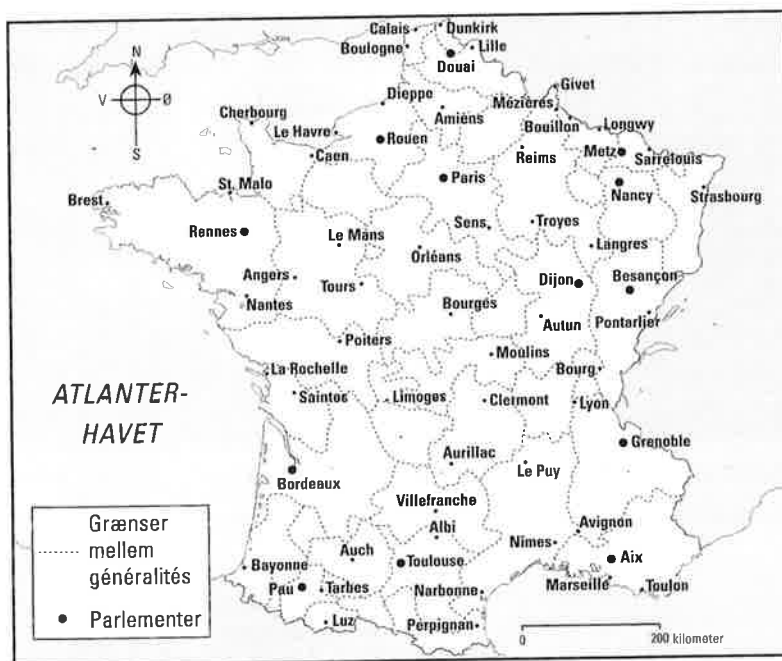 Calais
Dunkirk
Boulogne
Lille
Douai
N
V
Ø
S
Dieppe
Givet
Cherbourg
Amiens
Mézières
Bouillon
Longwy
Le Havre
Rouen
Reims
Metz
Sarrelouis
Caen
Paris
Nancy
Strasbourg
St. Malo
Brest
Rennes
Le Mans
Sens
Troyes
Orléans
Langres
Angers
Tours
Dijon
Besançon
Nantes
Bourges
Autun
Pontarlier
Poiters
Moulins
La Rochelle
Bourg
ATLANTER-
HAVET
Saintes
Limoges
Clermont
Lyon
Grenoble
Aurillac
Le Puy
Bordeaux
Villefranche
Albi
Avignon
Nimes
Aix
Auch
Toulouse
Bayonne
Pau
Tarbes
Narbonne
Marseille
Toulon
Luz
Perpignan
Grænser
mellem
généralités
Parlementer
0
200 kilometer